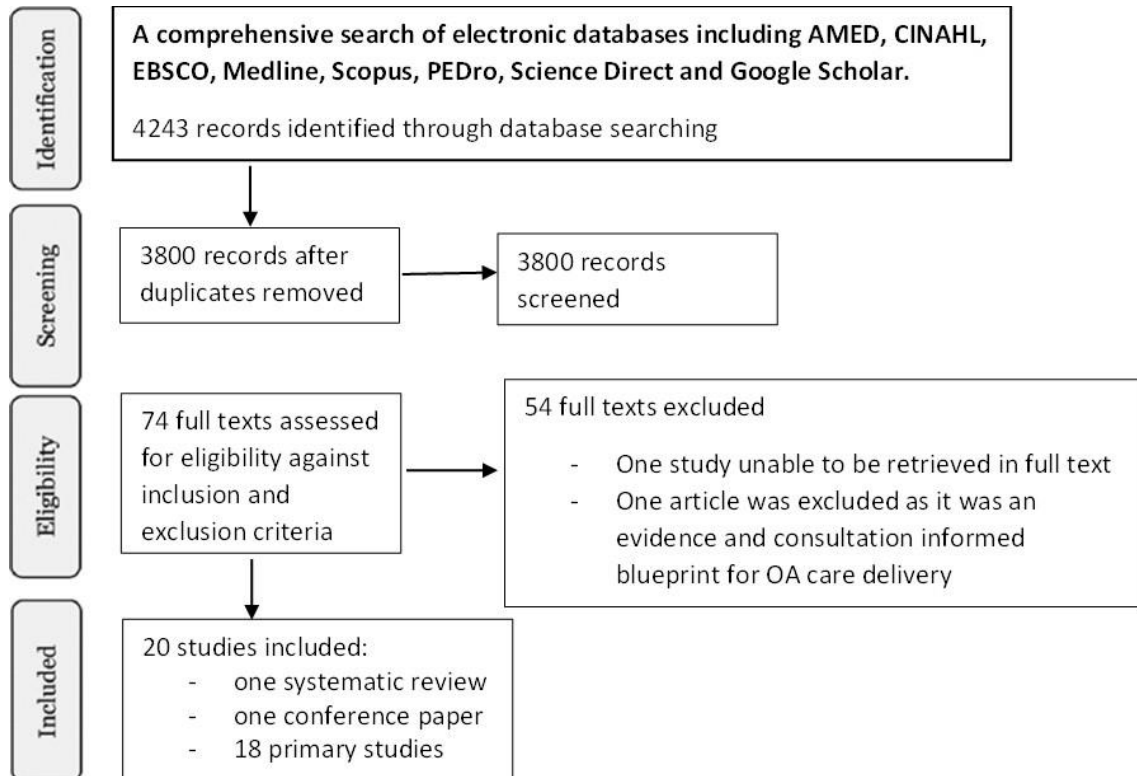 Identification
A comprehensive search of electronic databases including AMED, CINAHL,
EBSCO, Medline, Scopus, PEDro, Science Direct and Google Scholar.
4243 records identified through database searching
Screening
3800 records after
duplicates removed
3800 records
screened
Eligibility
74 full texts assessed
for eligibility against
inclusion and
exclusion criteria
54 full texts excluded
- One study unable to be retrieved in full text
- One article was excluded as it was an
evidence and consultation informed
blueprint for OA care delivery
Included
20 studies included:
- one systematic review
- one conference paper
- 18 primary studies